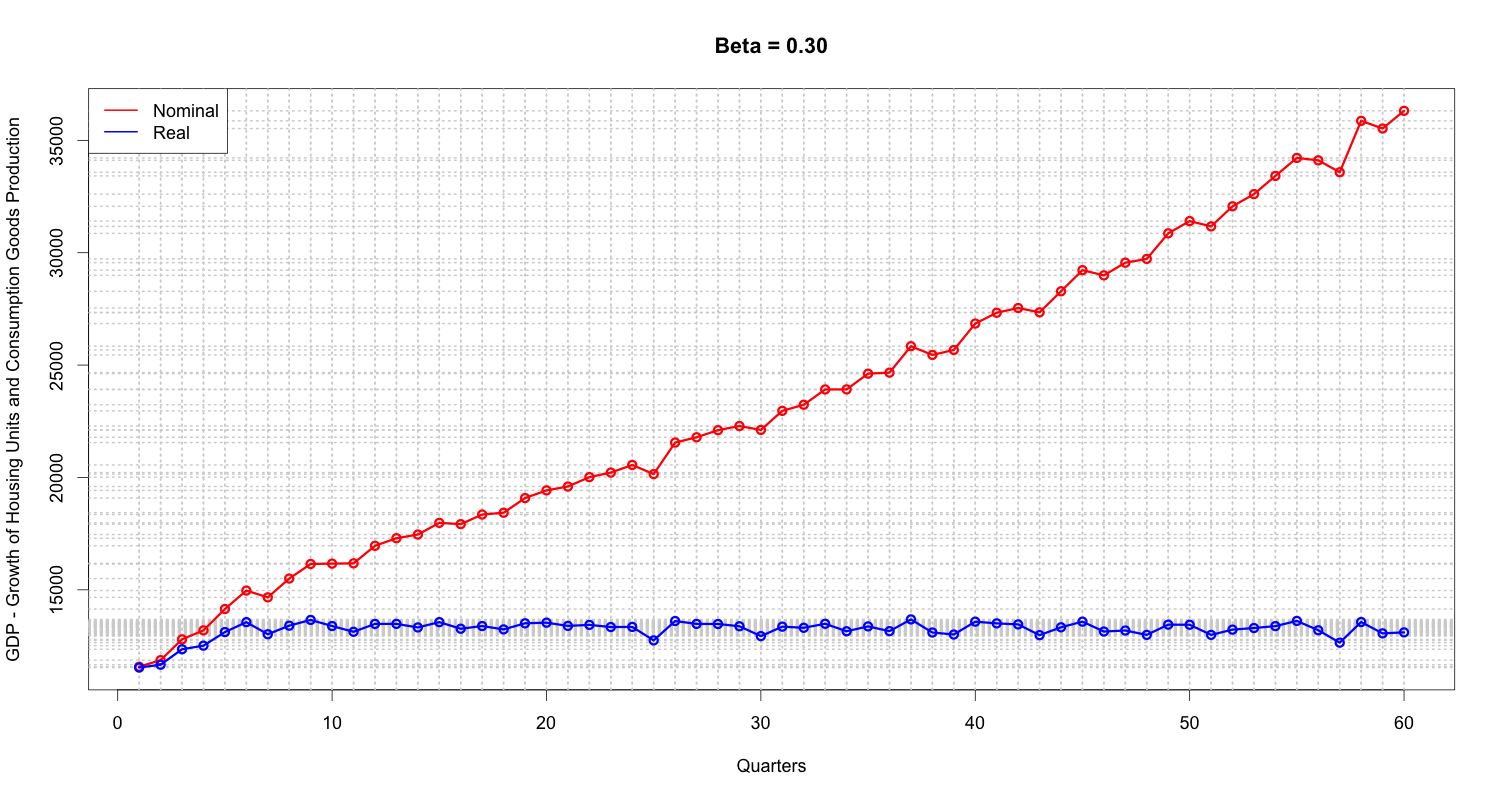 Beta = 0.30
Nominal
Real
GDP - Growth of Housing Units and Consumption Goods Production
35000
30000
25000
20000
15000
0 10 20 30 40 50 60
Quarters